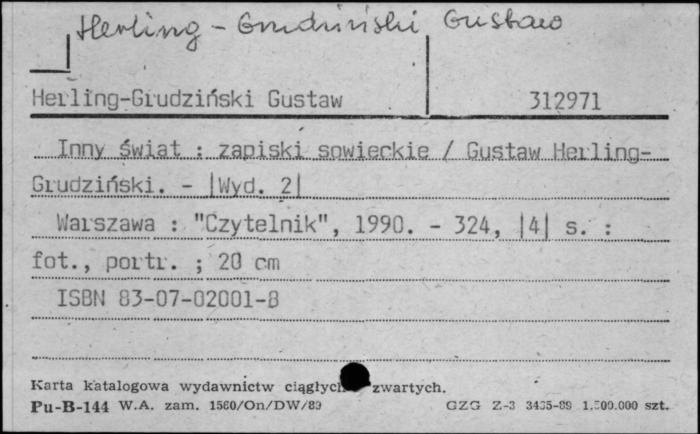 Herling-Grudziński Gustaw
Herling-Grudziński Gustaw 312971
Inny świat : zapiski sowieckie / Gustaw Herling-
Grudziński. - |Wyd. 2|
Warszawa : "Czytelnik", 1990. - 324, |4| s. :
fot., portr. ; 20 cm
ISBN 83-07-02001-8
Karta katalogowa wydawnictw zwartych.
Pu-B-144 W.A. zam. 1560/On/DW/89 GZG Z-3 3435-89 1.500.000 szt.